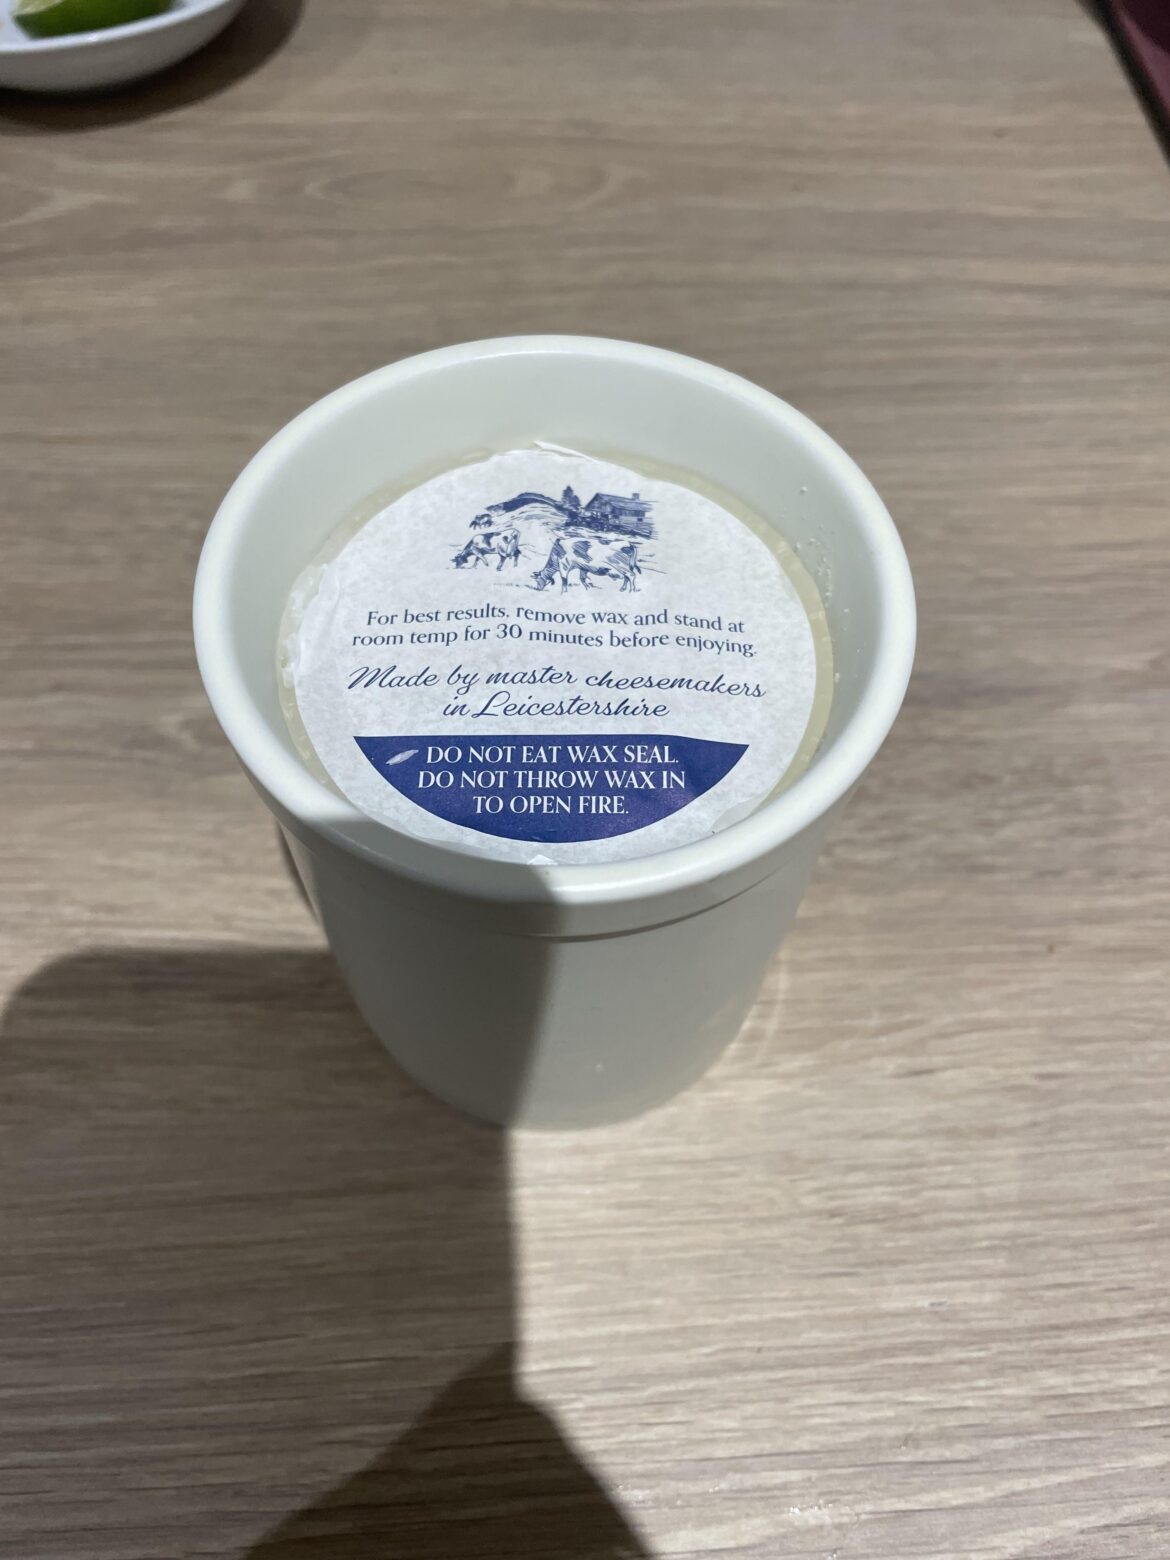 For best results, remove wax and stand at
room temp for 30 minutes before enjoying.
Made by master cheesemakers
in Leicestershire
DO NOT EAT WAX SEAL.
DO NOT THROW WAX IN
TO OPEN FIRE.